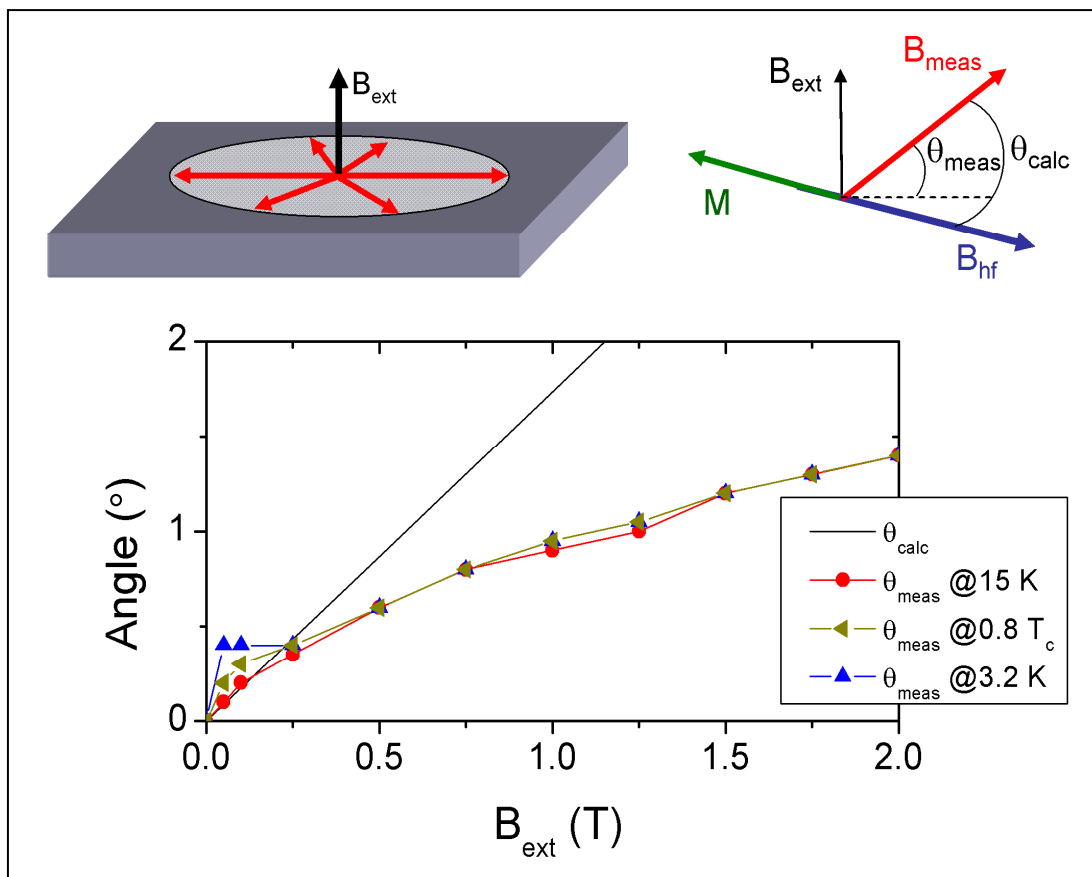 B_ext
B_ext
B_meas
θ_meas
θ_calc
M
B_hf
2
1
0
Angle (°)
0.0 0.5 1.0 1.5 2.0
B_ext (T)
θ_calc
θ_meas @15 K
θ_meas @0.8 T_c
θ_meas @3.2 K